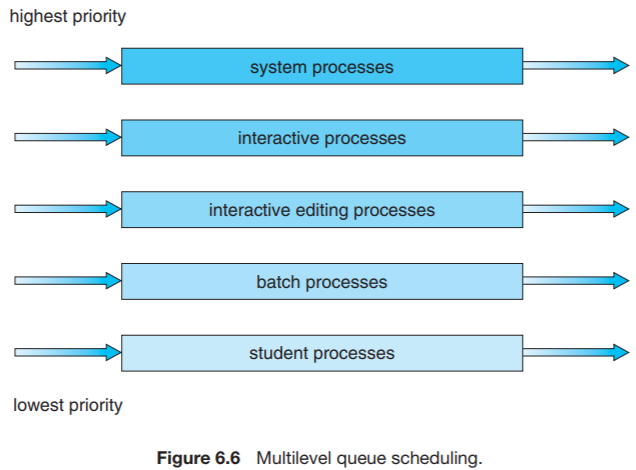 highest priority
system processes
interactive processes
interactive editing processes
batch processes
student processes
lowest priority
Figure 6.6 Multilevel queue scheduling.